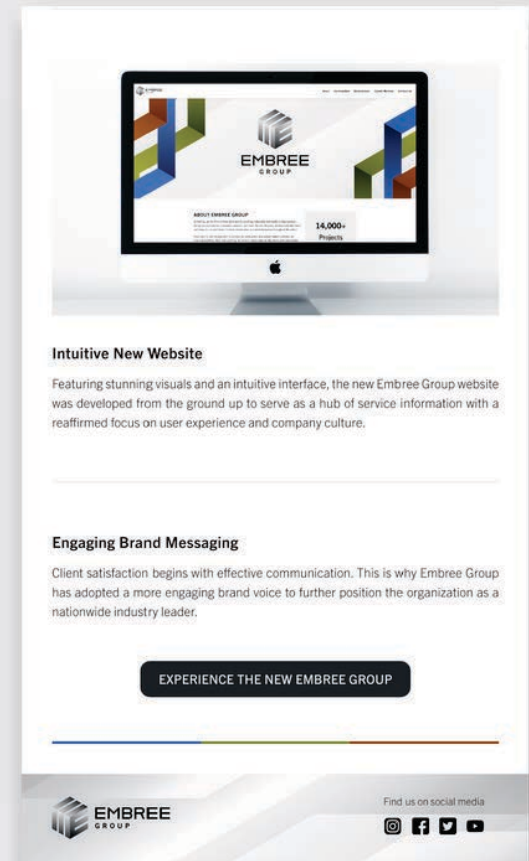 EMBREE
GROUP
ABOUT EMBREE GROUP
14,000+
Projects
Intuitive New Website
Featuring stunning visuals and an intuitive interface, the new Embree Group website
was developed from the ground up to serve as a hub of service information with a
reaffirmed focus on user experience and company culture.
Engaging Brand Messaging
Client satisfaction begins with effective communication. This is why Embree Group
has adopted a more engaging brand voice to further position the organization as a
nationwide industry leader.
EXPERIENCE THE NEW EMBREE GROUP
EMBREE
GROUP
Find us on social media